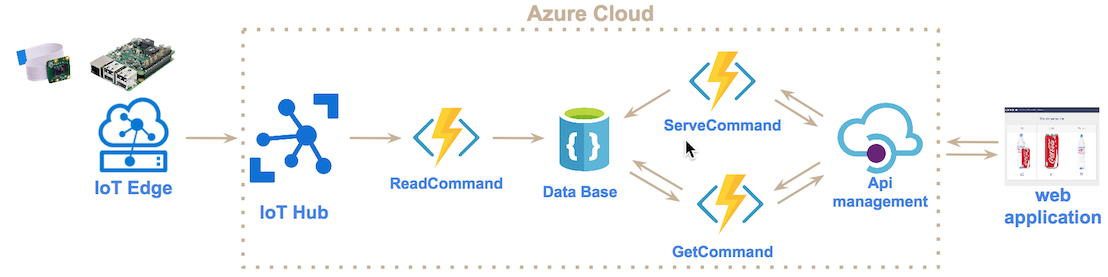 Azure Cloud
IoT Edge
IoT Hub
ReadCommand
Data Base
ServeCommand
GetCommand
Api
management
web
application